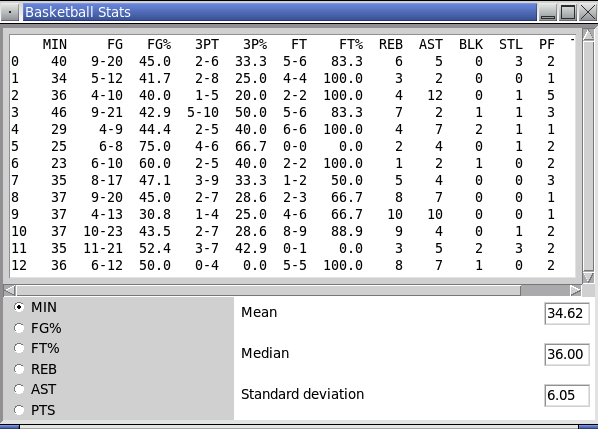 Basketball Stats
MIN FG FG% 3PT 3P% FT FT% REB AST BLK STL PF
0 40 9-20 45.0 2-6 33.3 5-6 83.3 6 5 0 3 2
1 34 5-12 41.7 2-8 25.0 4-4 100.0 3 2 0 0 1
2 36 4-10 40.0 1-5 20.0 2-2 100.0 4 12 0 1 5
3 46 9-21 42.9 5-10 50.0 5-6 83.3 7 2 1 1 3
4 29 4-9 44.4 2-5 40.0 6-6 100.0 4 7 2 1 1
5 25 6-8 75.0 4-6 66.7 0-0 0.0 2 4 0 1 2
6 23 6-10 60.0 2-5 40.0 2-2 100.0 1 2 1 0 2
7 35 8-17 47.1 3-9 33.3 1-2 50.0 5 4 0 0 3
8 37 9-20 45.0 2-7 28.6 2-3 66.7 8 7 0 0 1
9 37 4-13 30.8 1-4 25.0 4-6 66.7 10 10 0 0 1
10 37 10-23 43.5 2-7 28.6 8-9 88.9 9 4 0 1 2
11 35 11-21 52.4 3-7 42.9 0-1 0.0 3 5 2 3 2
12 36 6-12 50.0 0-4 0.0 5-5 100.0 8 7 1 0 2
MIN
FG%
FT%
REB
AST
PTS
Mean 34.62
Median 36.00
Standard deviation 6.05